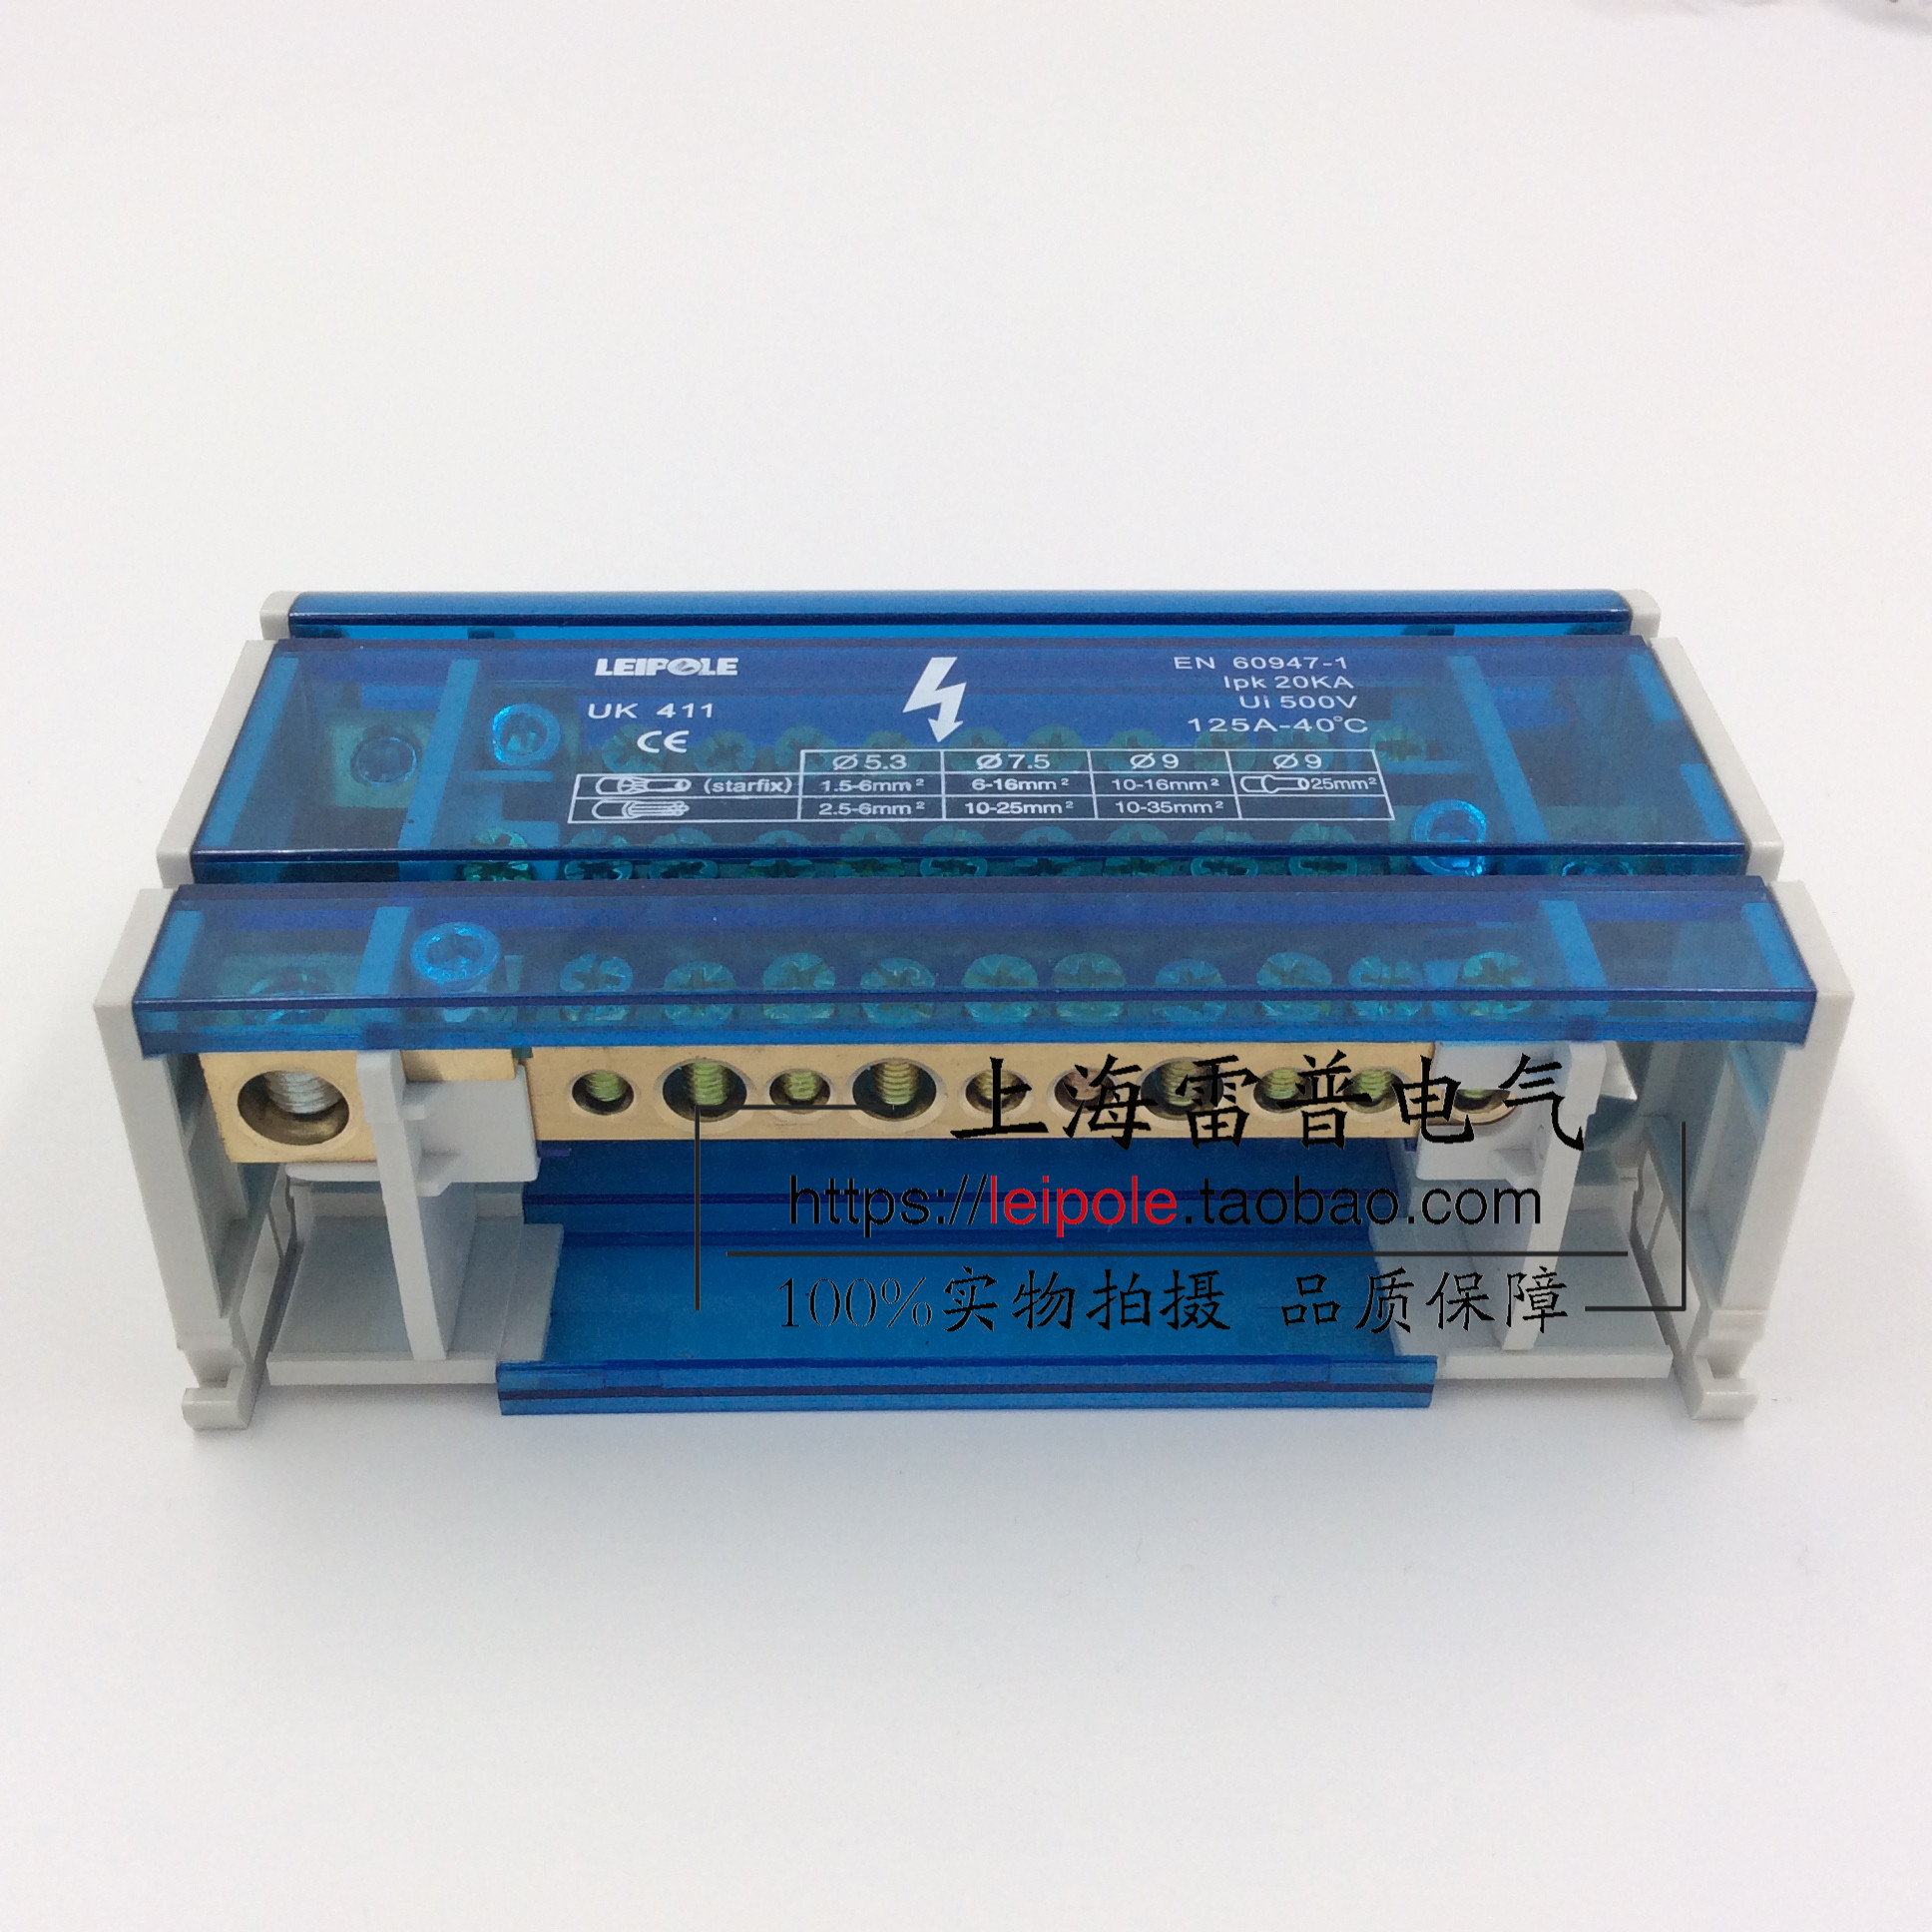 LEIPOLE
UK 411
CE
EN 60947-1
Ipk 20KA
Ui 500V
125A-40°C
Ø5.3 Ø7.5 Ø9 Ø9
(starfix) 1.5-6mm² 6-16mm² 10-16mm² 25mm²
2.5-6mm² 10-25mm² 10-35mm²
上海雷普电气
https://leipole.taobao.com
100%实物拍摄 品质保障